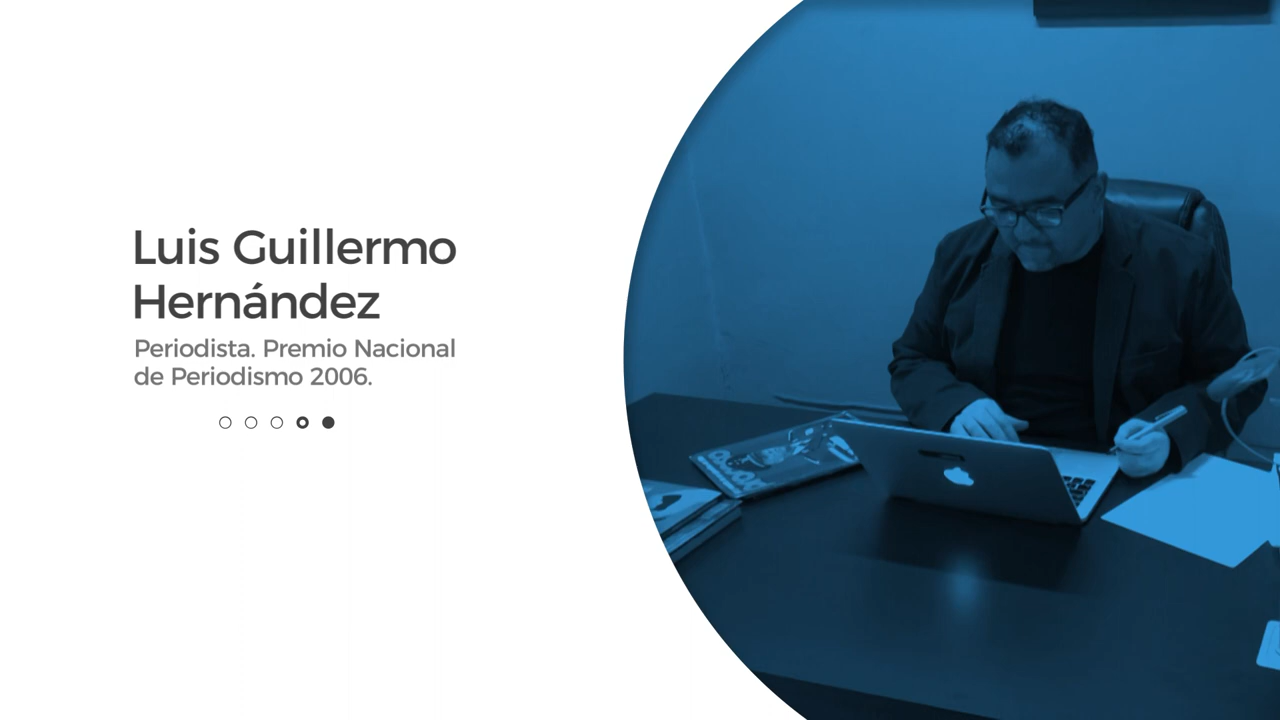 Luis Guillermo
Hernández
Periodista. Premio Nacional
de Periodismo 2006.